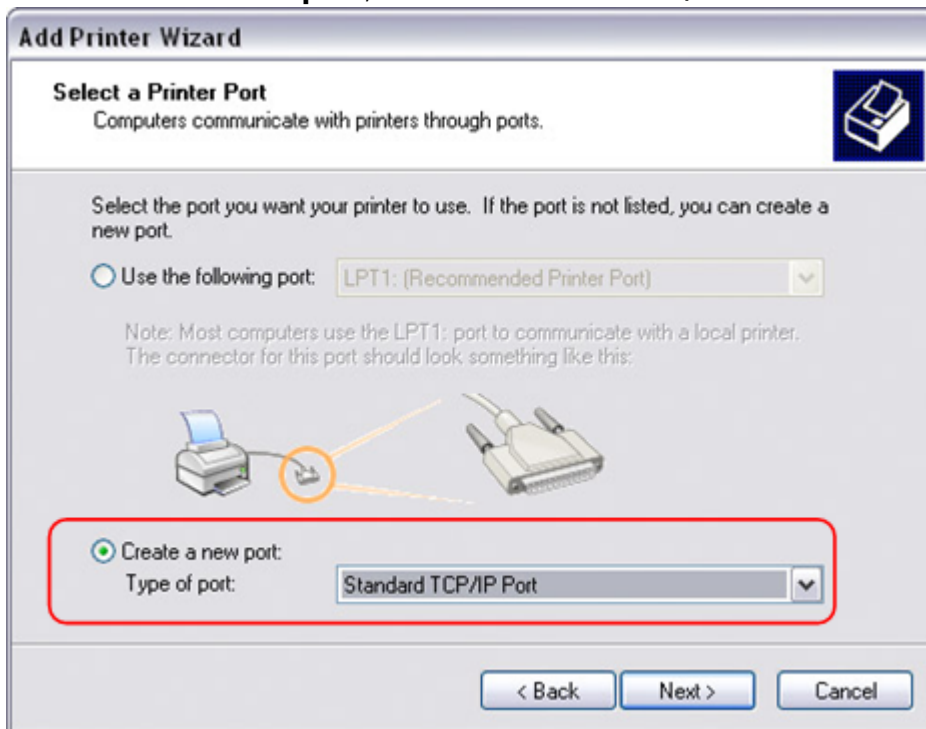 Add Printer Wizard
Select a Printer Port
Computers communicate with printers through ports.
Select the port you want your printer to use.  If the port is not listed, you can create a
new port.
Use the following port: LPT1: (Recommended Printer Port)
Note: Most computers use the LPT1: port to communicate with a local printer.
The connector for this port should look something like this:
Create a new port:
Type of port: Standard TCP/IP Port
< Back Next > Cancel